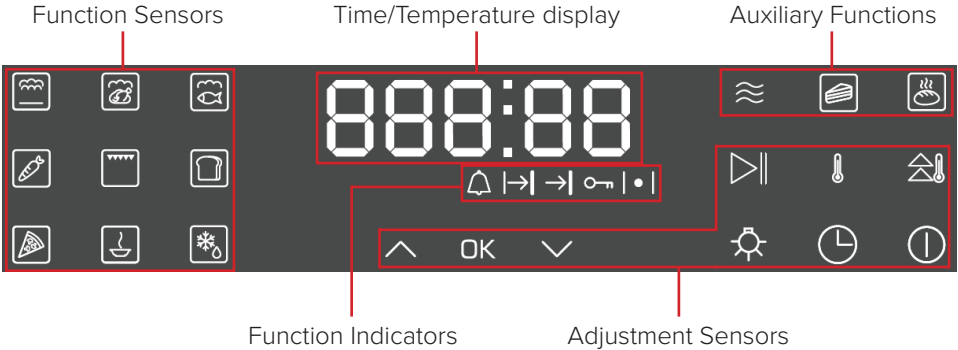 Function Sensors
Time/Temperature display
Auxiliary Functions
888:88
OK
Function Indicators
Adjustment Sensors